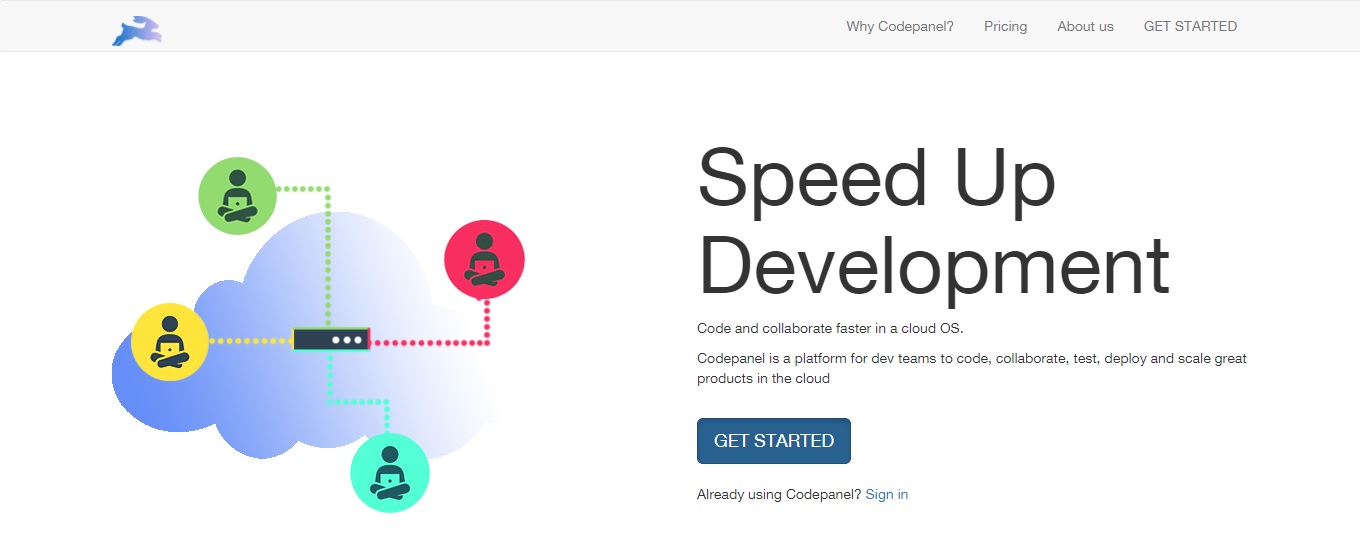 Why Codepanel? Pricing About us GET STARTED
Speed Up
Development
Code and collaborate faster in a cloud OS.
Codepanel is a platform for dev teams to code, collaborate, test, deploy and scale great
products in the cloud
GET STARTED
Already using Codepanel? Sign in